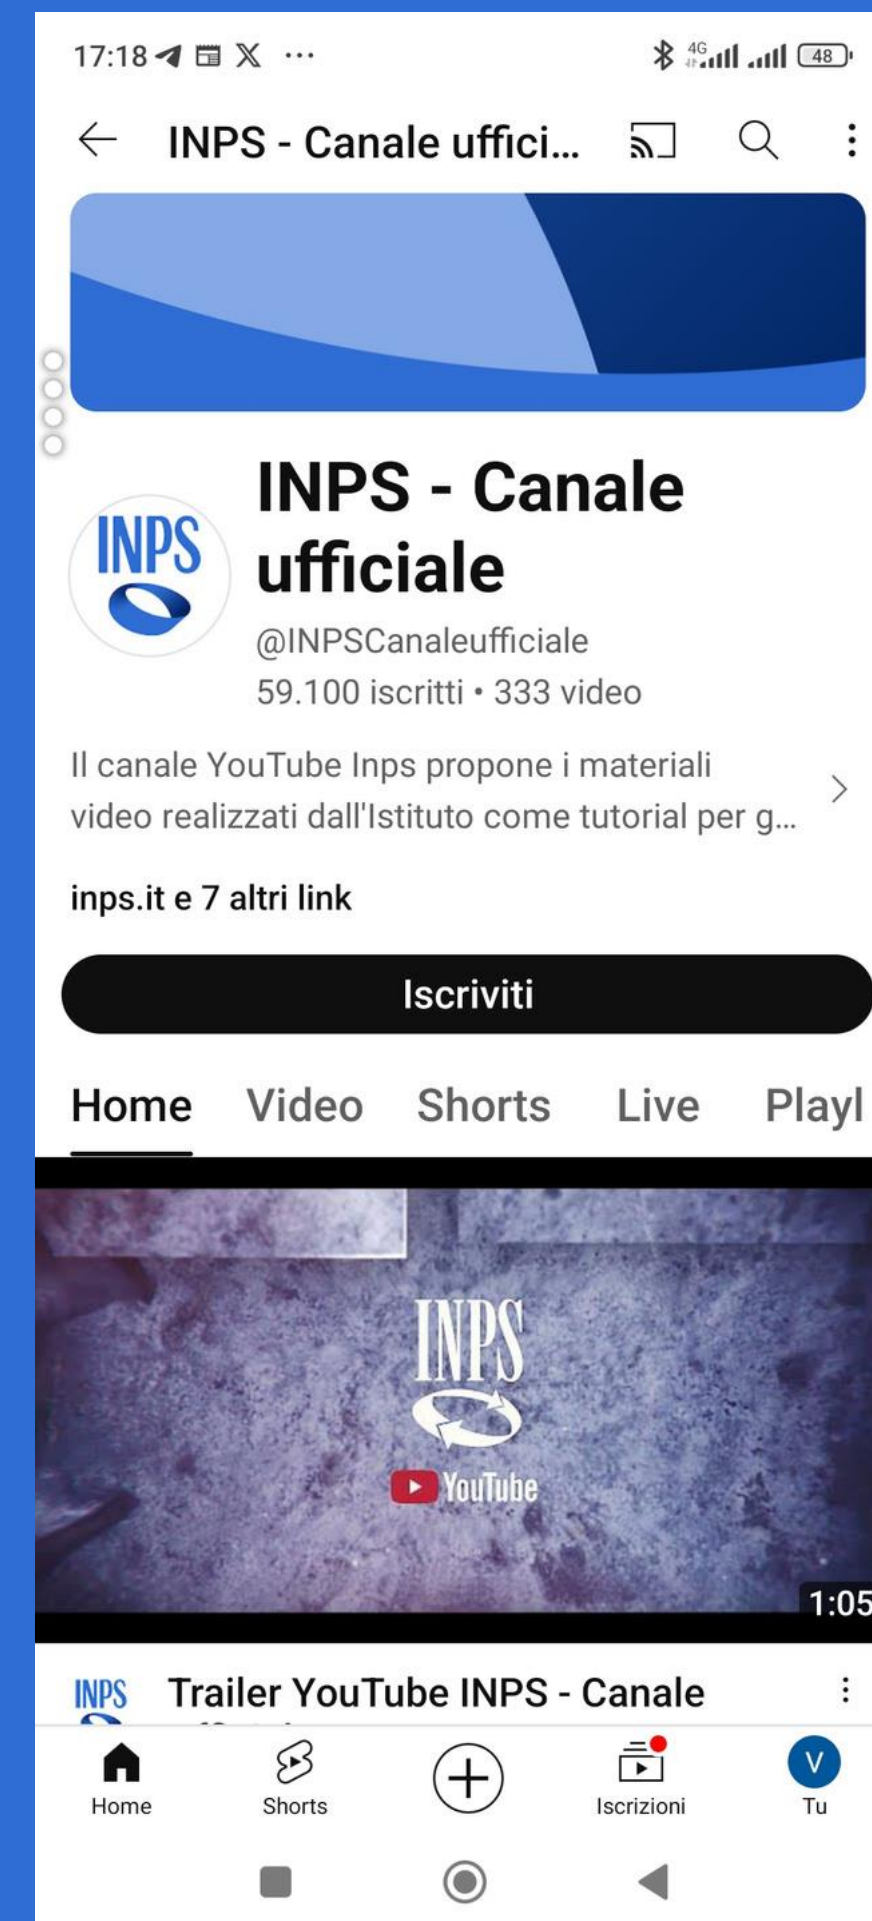 17:18
4G
48
INPS - Canale uffici...
INPS - Canale
ufficiale
INPS
@INPSCanaleufficiale
59.100 iscritti • 333 video
Il canale YouTube Inps propone i materiali
video realizzati dall'Istituto come tutorial per g...
inps.it e 7 altri link
Iscriviti
Home Video Shorts Live Playl
INPS
YouTube
1:05
INPS
Trailer YouTube INPS - Canale
Home
Shorts
Iscrizioni
V
Tu